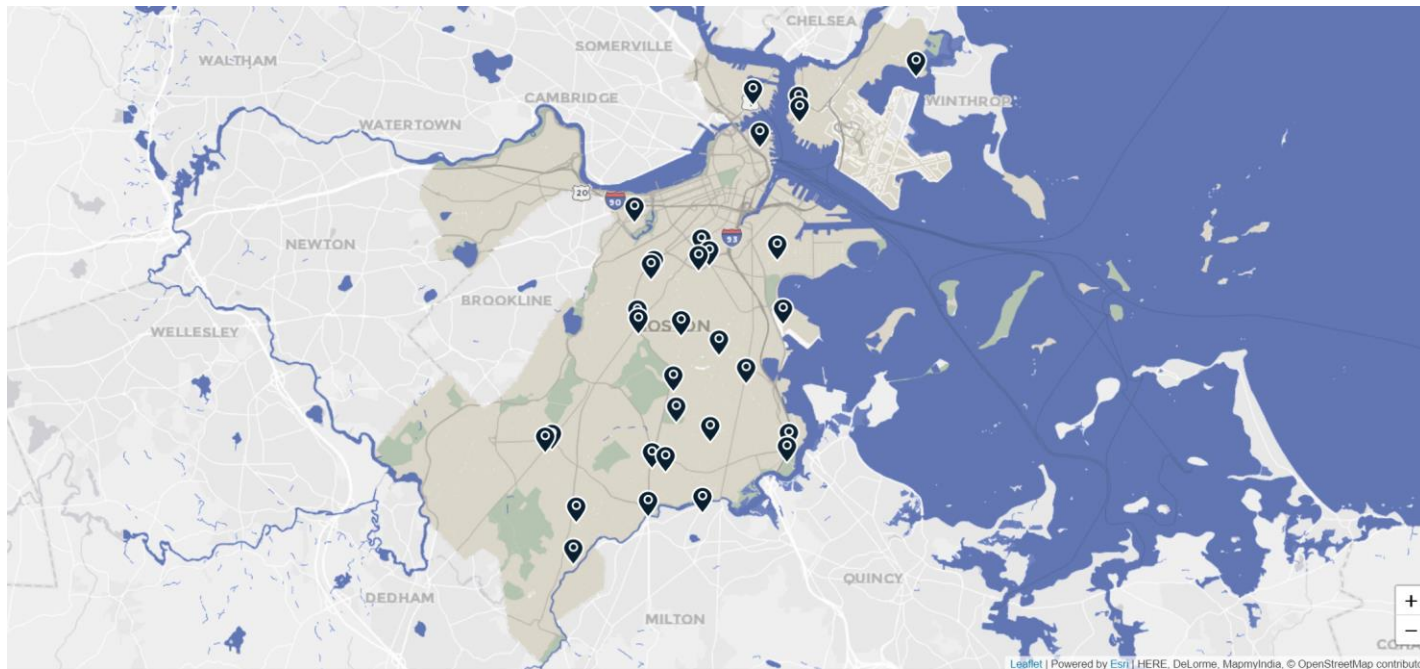 CHELSEA
SOMERVILLE
WALTHAM
WINTHROP
CAMBRIDGE
WATERTOWN
20
90
93
NEWTON
BROOKLINE
WELLESLEY
QUINCY
DEDHAM
MILTON
+
−
Leaflet | Powered by Esri | HERE, DeLorme, MapmyIndia, © OpenStreetMap contribut